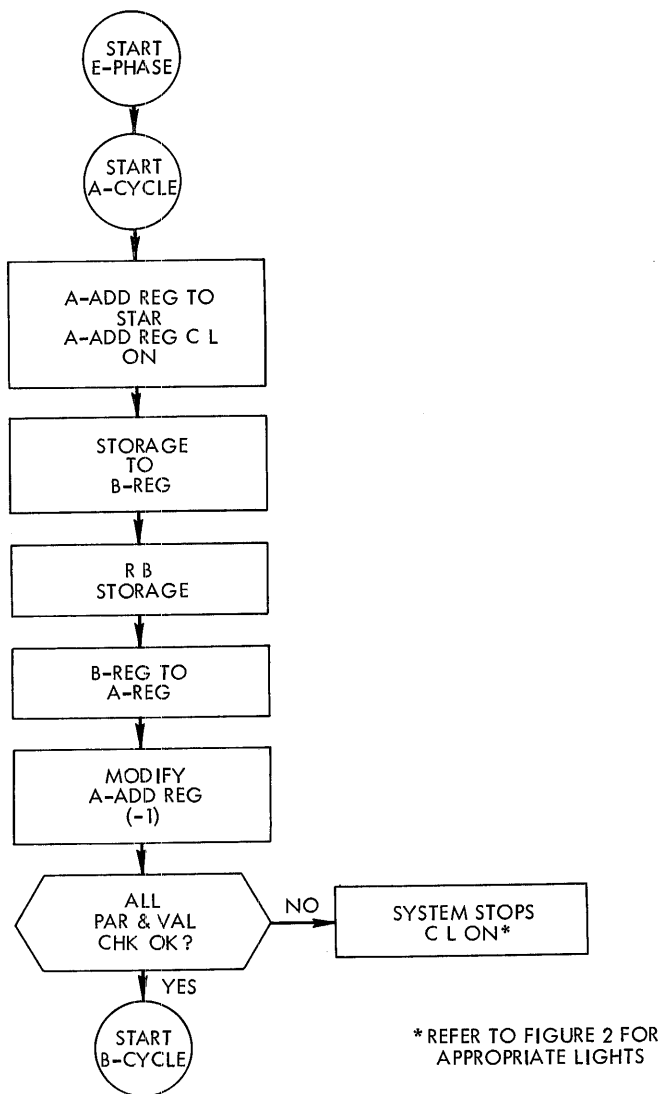 START
E-PHASE
START
A-CYCLE
A-ADD REG TO
STAR
A-ADD REG C L
ON
STORAGE
TO
B-REG
R B
STORAGE
B-REG TO
A-REG
MODIFY
A-ADD REG
(-1)
ALL
PAR & VAL
CHK OK?
NO
SYSTEM STOPS
C L ON*
YES
START
B-CYCLE
*REFER TO FIGURE 2 FOR
APPROPRIATE LIGHTS